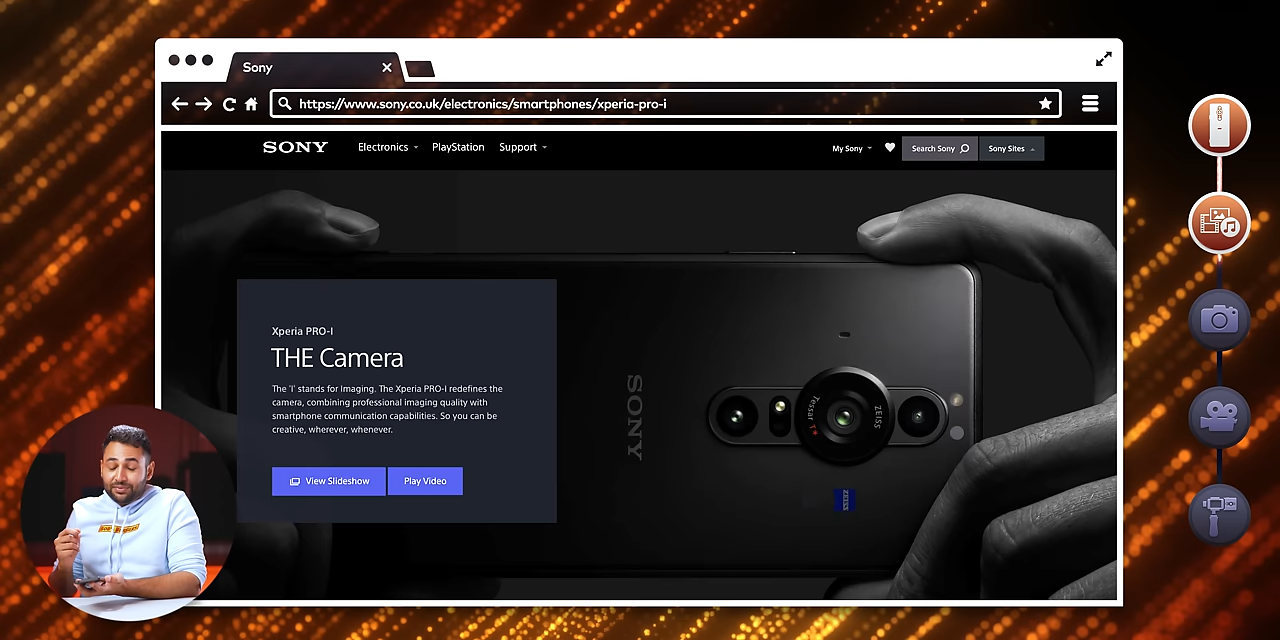 Sony
https://www.sony.co.uk/electronics/smartphones/xperia-pro-i
SONY Electronics PlayStation Support My Sony Search Sony Sony Sites
Xperia PRO-I
THE Camera
The 'I' stands for Imaging. The Xperia PRO-I redefines the
camera, combining professional imaging quality with
smartphone communication capabilities. So you can be
creative, wherever, whenever.
View Slideshow Play Video
SONY
Tessar T*
ZEISS
ZEISS